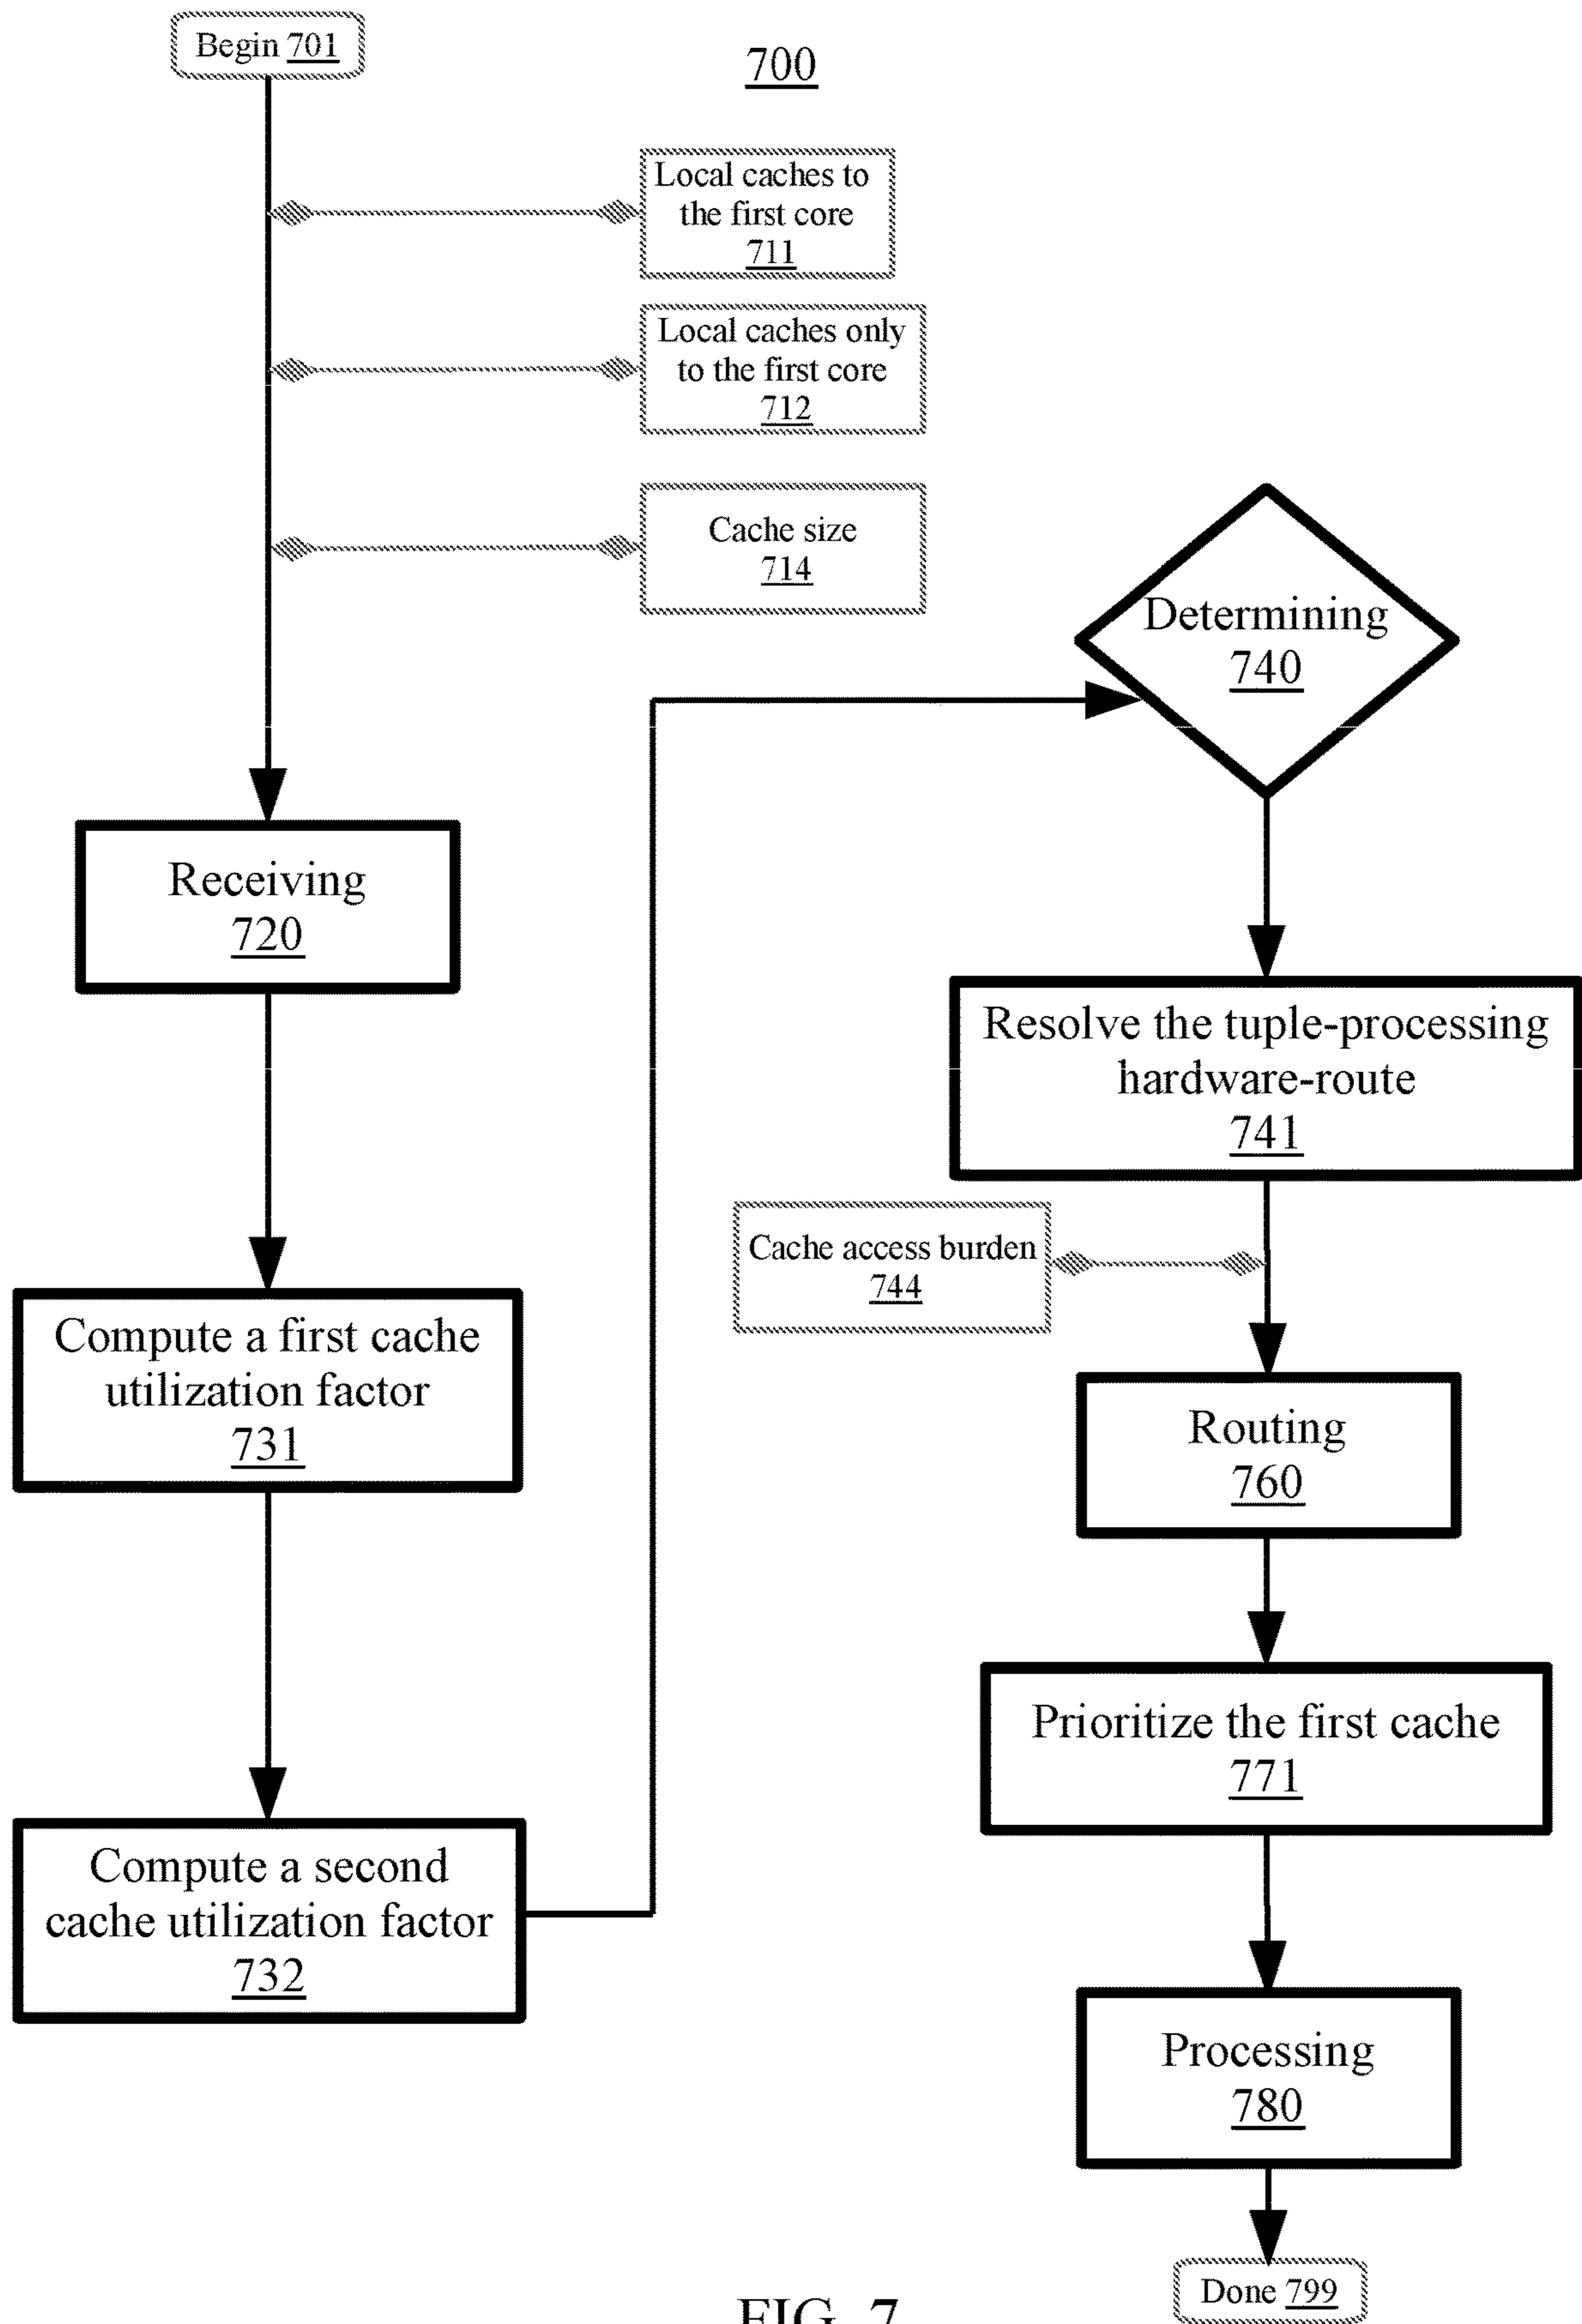 Begin 701
700
Local caches to
the first core
711
Local caches only
to the first core
712
Cache size
714
Receiving
720
Compute a first cache
utilization factor
731
Compute a second
cache utilization factor
732
Determining
740
Resolve the tuple-processing
hardware-route
741
Cache access burden
744
Routing
760
Prioritize the first cache
771
Processing
780
Done 799
FIG. 7